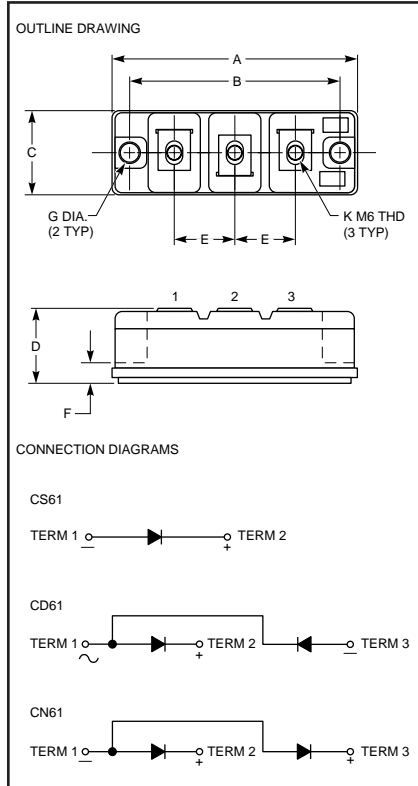 OUTLINE DRAWING
A
B
C
G DIA.
(2 TYP)
E
E
K M6 THD
(3 TYP)
1 2 3
D
F
CONNECTION DIAGRAMS
CS61
TERM 1 TERM 2
— +
CD61
TERM 1 TERM 2 TERM 3
~ + —
CN61
TERM 1 TERM 2 TERM 3
— + +